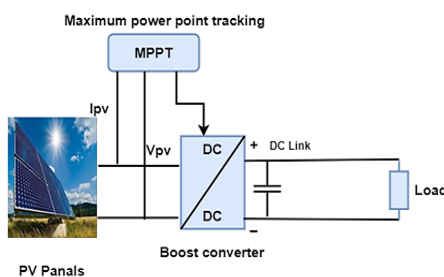 Maximum power point tracking
MPPT
Ipv
Vpv
DC
+ DC Link
Load
DC
−
Boost converter
PV Panals